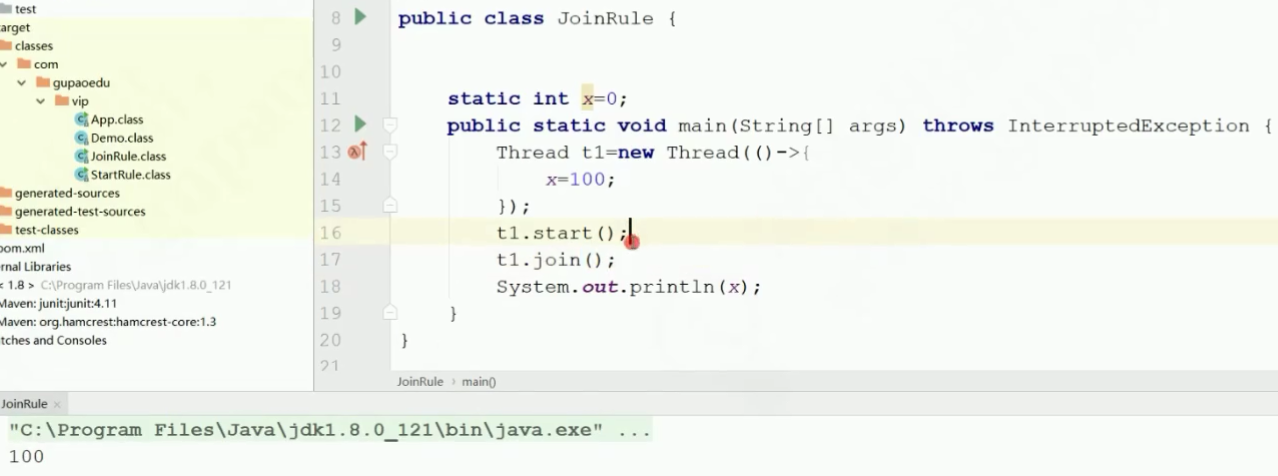 test
arget
classes
com
gupaoedu
vip
App.class
Demo.class
JoinRule.class
StartRule.class
generated-sources
generated-test-sources
test-classes
pom.xml
rnal Libraries
< 1.8 > C:\Program Files\Java\jdk1.8.0_121
Maven: junit:junit:4.11
Maven: org.hamcrest:hamcrest-core:1.3
tches and Consoles
8 public class JoinRule {
9
10
11 static int x=0;
12 public static void main(String[] args) throws InterruptedException {
13 Thread t1=new Thread(()->{
14 x=100;
15 });
16 t1.start();
17 t1.join();
18 System.out.println(x);
19 }
20 }
21
JoinRule › main()
JoinRule ×
"C:\Program Files\Java\jdk1.8.0_121\bin\java.exe" ...
100